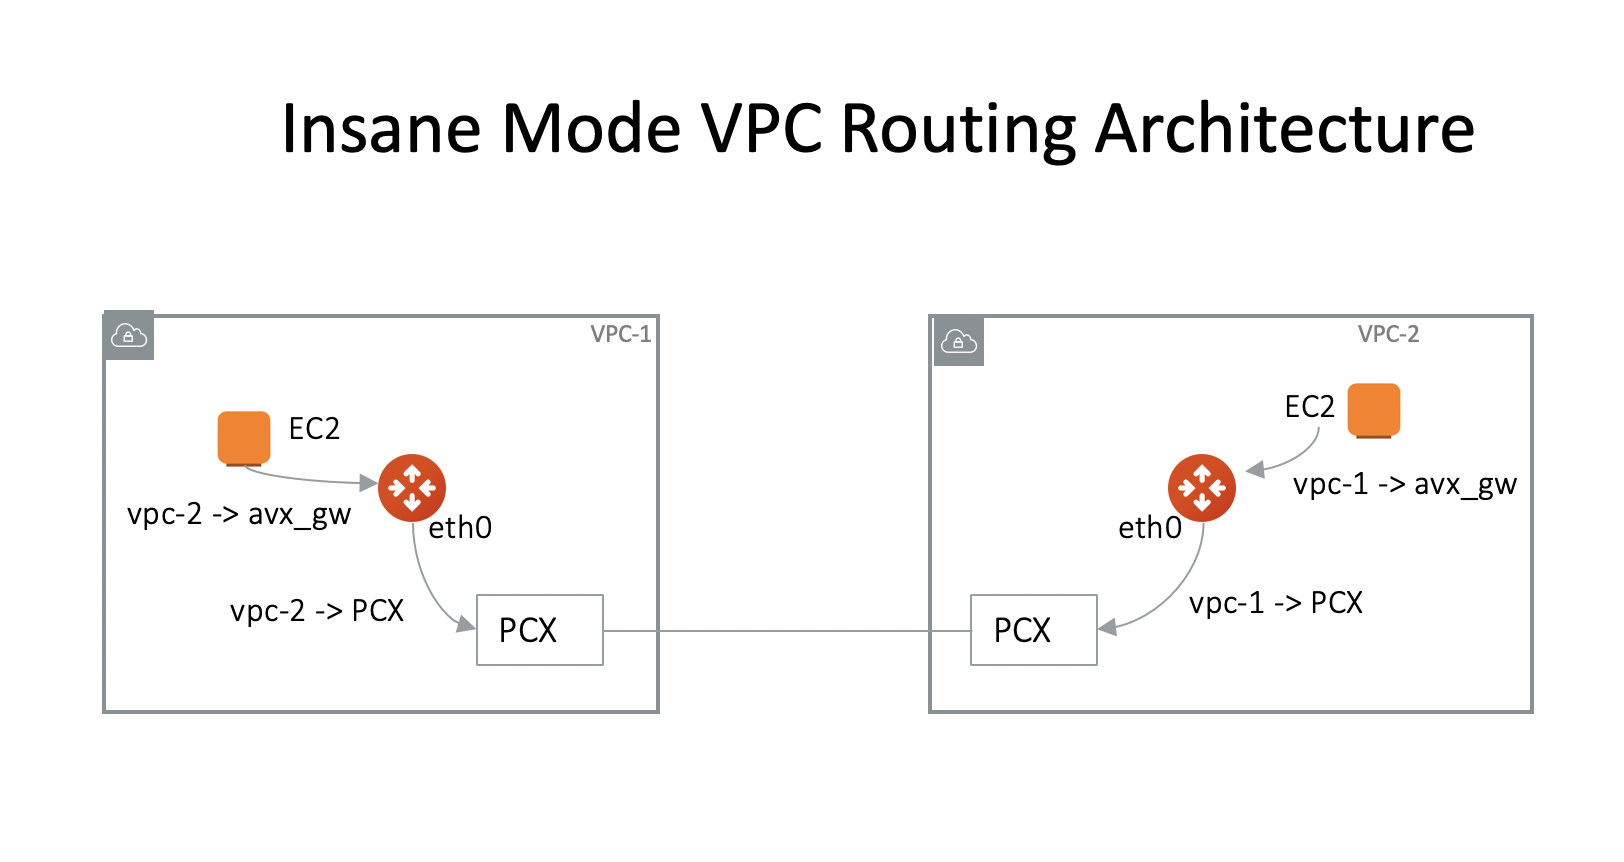 Insane Mode VPC Routing Architecture
VPC-1
EC2
vpc-2 -> avx_gw
eth0
vpc-2 -> PCX
PCX
VPC-2
EC2
vpc-1 -> avx_gw
eth0
vpc-1 -> PCX
PCX